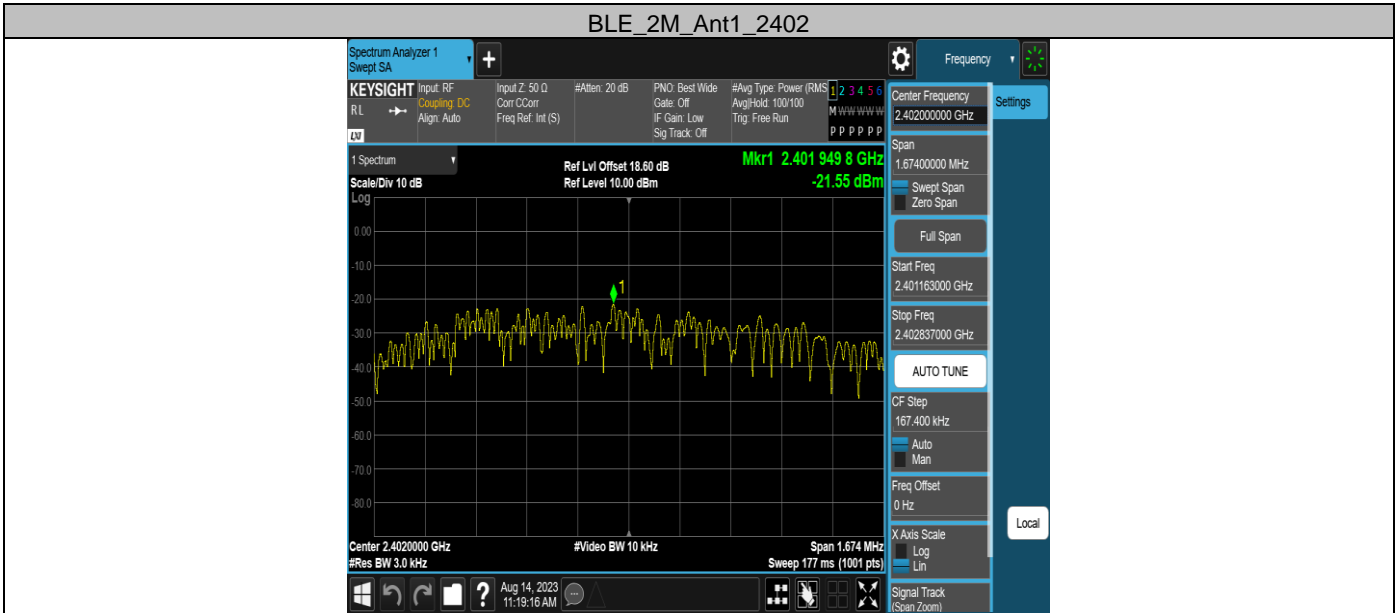 BLE_2M_Ant1_2402
Spectrum Analyzer 1
Swept SA
Frequency
KEYSIGHT
RL
LXI
Input: RF
Coupling: DC
Align: Auto
Input Z: 50 Ω
Corr CCorr
Freq Ref: Int (S)
#Atten: 20 dB
PNO: Best Wide
Gate: Off
IF Gain: Low
Sig Track: Off
#Avg Type: Power (RMS
Avg|Hold: 100/100
Trig: Free Run
1 2 3 4 5 6
M W W W W W
P P P P P P
1 Spectrum
Scale/Div 10 dB
Log
Ref Lvl Offset 18.60 dB
Ref Level 10.00 dBm
Mkr1 2.401 949 8 GHz
-21.55 dBm
1
0.00
-10.0
-20.0
-30.0
-40.0
-50.0
-60.0
-70.0
-80.0
Center 2.4020000 GHz
#Res BW 3.0 kHz
#Video BW 10 kHz
Span 1.674 MHz
Sweep 177 ms (1001 pts)
Center Frequency
2.402000000 GHz
Settings
Span
1.67400000 MHz
Swept Span
Zero Span
Full Span
Start Freq
2.401163000 GHz
Stop Freq
2.402837000 GHz
AUTO TUNE
CF Step
167.400 kHz
Auto
Man
Freq Offset
0 Hz
X Axis Scale
Log
Lin
Local
Signal Track
(Span Zoom)
?
Aug 14, 2023
11:19:16 AM